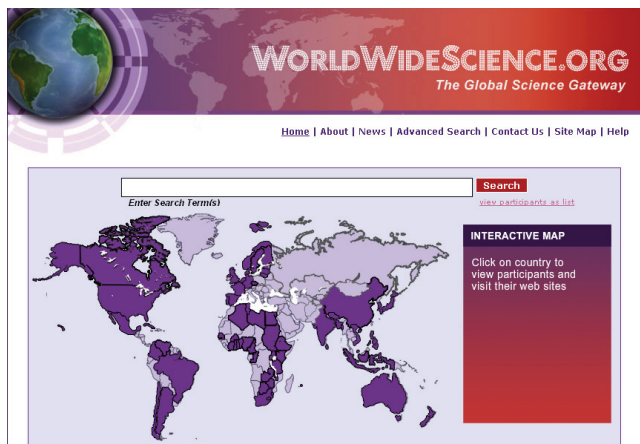 WORLDWIDESCIENCE.ORG
The Global Science Gateway
Home | About | News | Advanced Search | Contact Us | Site Map | Help
Search
Enter Search Term(s)
view participants as list
INTERACTIVE MAP
Click on country to
view participants and
visit their web sites